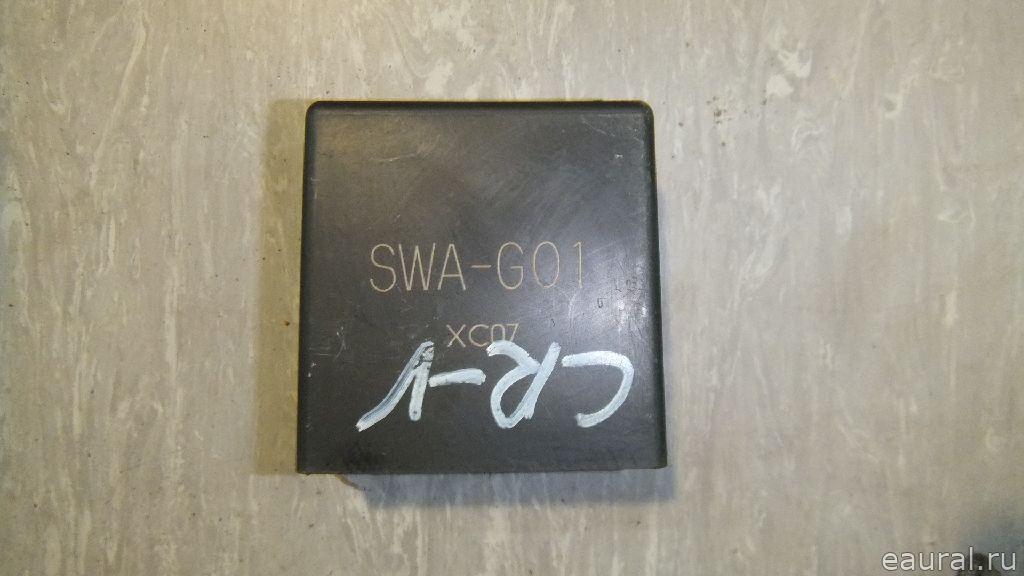 SWA-G01
XC07
CR-V
eaural.ru